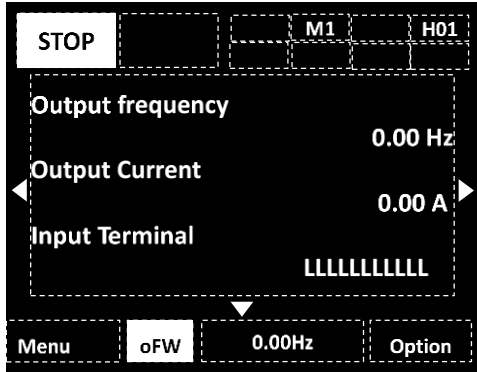 STOP M1 H01
Output frequency
0.00 Hz
Output Current
0.00 A
Input Terminal
LLLLLLLLLLL
Menu oFW 0.00Hz Option